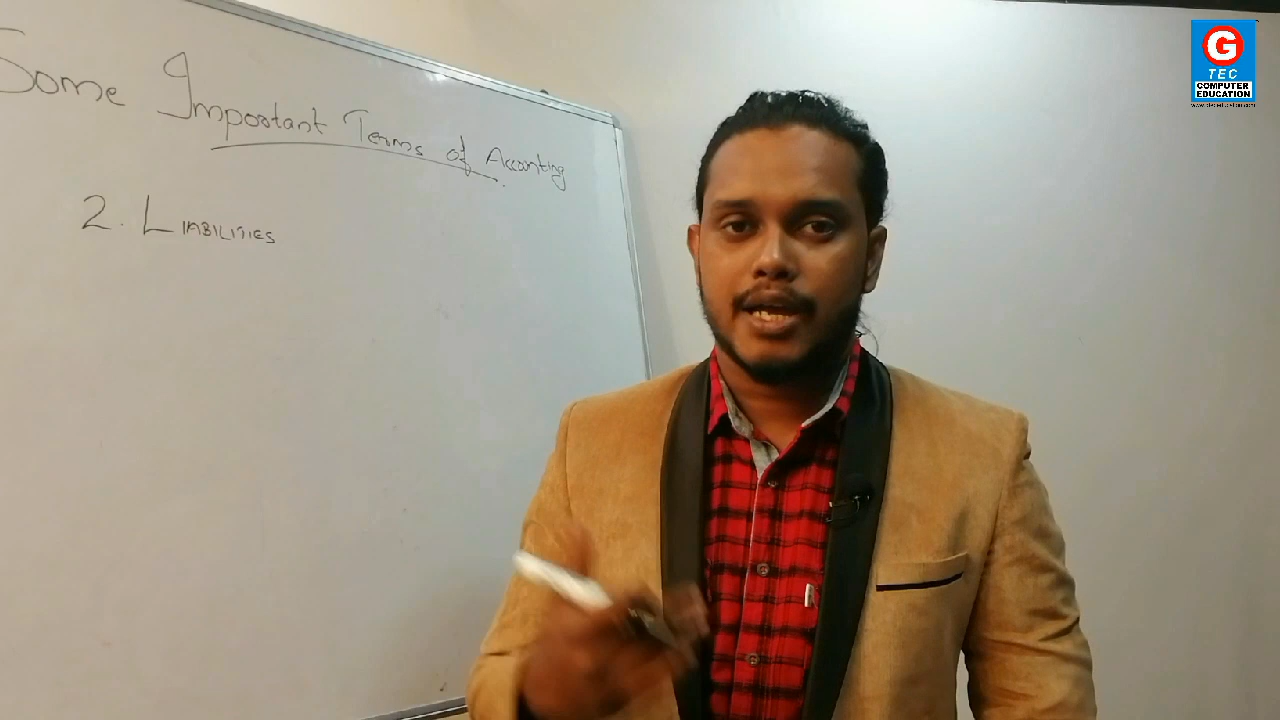 Some Important Terms of Accounting
2. LIABILITIES
G
TEC
COMPUTER
EDUCATION